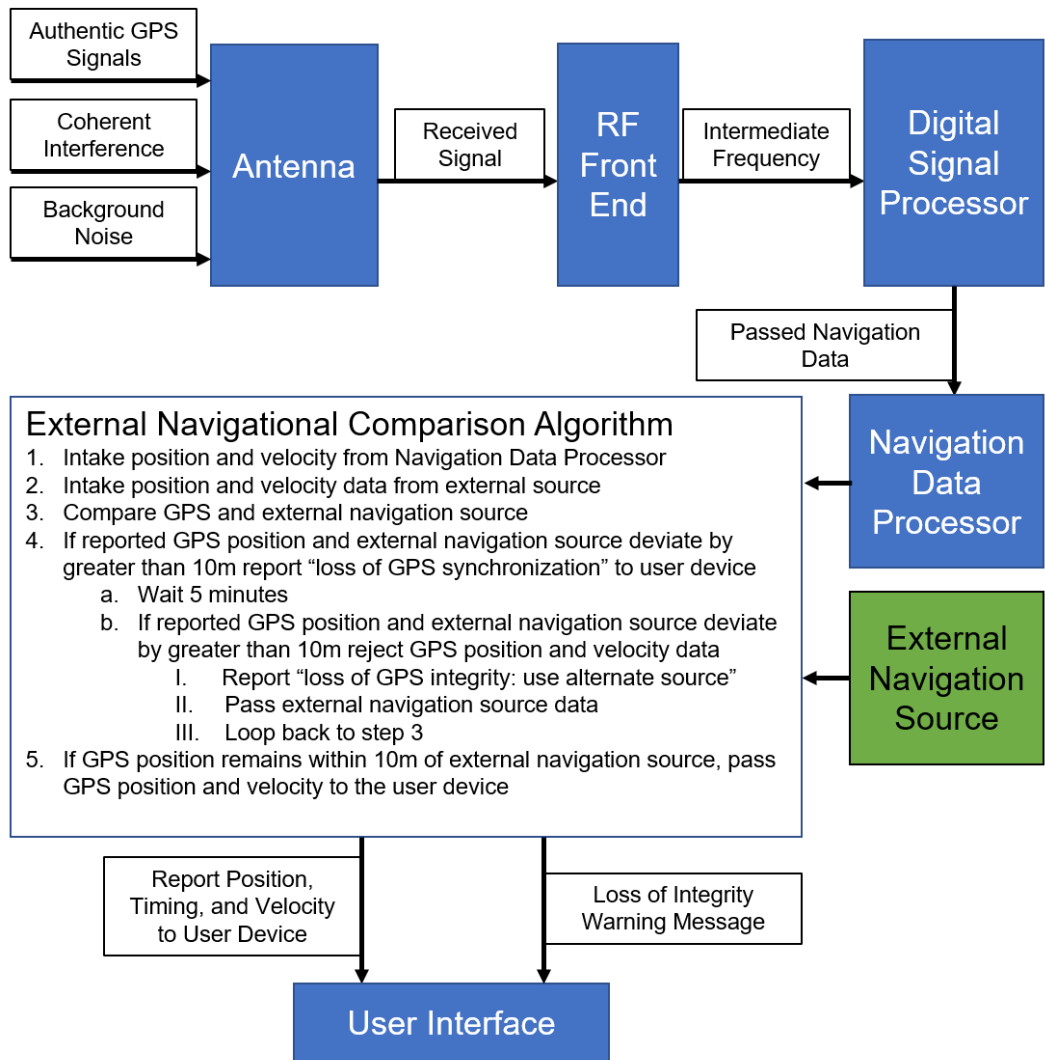 Authentic GPS
Signals
Coherent
Interference
Background
Noise
Antenna
Received
Signal
RF
Front
End
Intermediate
Frequency
Digital
Signal
Processor
Passed Navigation
Data
Navigation
Data
Processor
External
Navigation
Source
External Navigational Comparison Algorithm
1. Intake position and velocity from Navigation Data Processor
2. Intake position and velocity data from external source
3. Compare GPS and external navigation source
4. If reported GPS position and external navigation source deviate by
greater than 10m report “loss of GPS synchronization” to user device
a. Wait 5 minutes
b. If reported GPS position and external navigation source deviate
by greater than 10m reject GPS position and velocity data
I. Report “loss of GPS integrity: use alternate source”
II. Pass external navigation source data
III. Loop back to step 3
5. If GPS position remains within 10m of external navigation source, pass
GPS position and velocity to the user device
Report Position,
Timing, and Velocity
to User Device
Loss of Integrity
Warning Message
User Interface